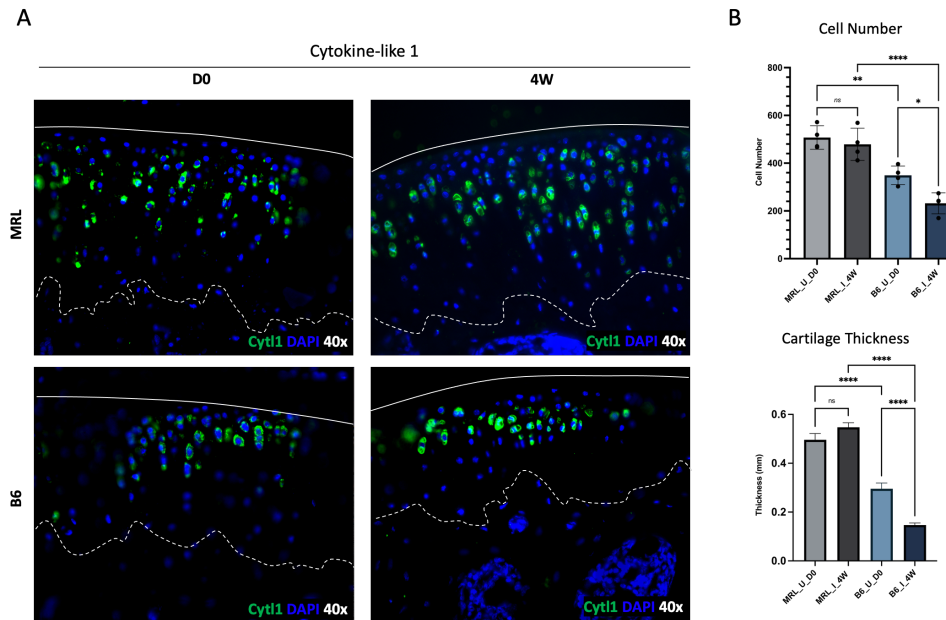 A
Cytokine-like 1
D0
4W
MRL
Cytl1 DAPI 40x
Cytl1 DAPI 40x
B6
Cytl1 DAPI 40x
Cytl1 DAPI 40x
B
Cell Number
****
**
ns
*
Cell Number
800
600
400
200
0
MRL_U_D0
MRL_I_4W
B6_U_D0
B6_I_4W
Cartilage Thickness
****
****
ns
****
Thickness (mm)
0.6
0.4
0.2
0.0
MRL_U_D0
MRL_I_4W
B6_U_D0
B6_I_4W